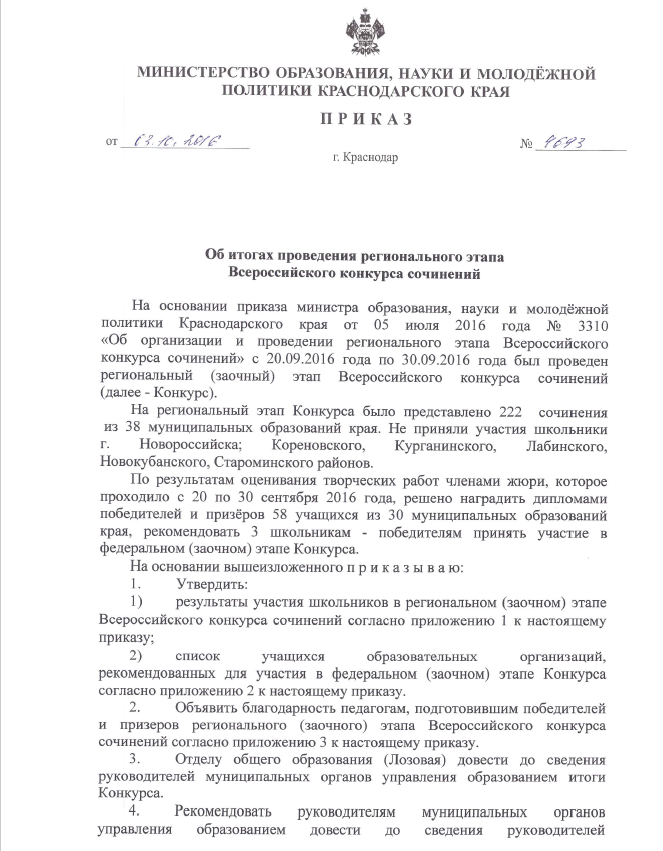 МИНИСТЕРСТВО ОБРАЗОВАНИЯ, НАУКИ И МОЛОДЁЖНОЙ
ПОЛИТИКИ КРАСНОДАРСКОГО КРАЯ
П Р И К А З
от 03.10.2016 № 4693
г. Краснодар
Об итогах проведения регионального этапа
Всероссийского конкурса сочинений
На основании приказа министра образования, науки и молодёжной
политики Краснодарского края от 05 июля 2016 года № 3310
«Об организации и проведении регионального этапа Всероссийского
конкурса сочинений» с 20.09.2016 года по 30.09.2016 года был проведен
региональный (заочный) этап Всероссийского конкурса сочинений
(далее - Конкурс).
На региональный этап Конкурса было представлено 222 сочинения
из 38 муниципальных образований края. Не приняли участия школьники
г. Новороссийска; Кореновского, Курганинского, Лабинского,
Новокубанского, Староминского районов.
По результатам оценивания творческих работ членами жюри, которое
проходило с 20 по 30 сентября 2016 года, решено наградить дипломами
победителей и призёров 58 учащихся из 30 муниципальных образований
края, рекомендовать 3 школьникам - победителям принять участие в
федеральном (заочном) этапе Конкурса.
На основании вышеизложенного п р и к а з ы в а ю:
1. Утвердить:
1) результаты участия школьников в региональном (заочном) этапе
Всероссийского конкурса сочинений согласно приложению 1 к настоящему
приказу;
2) список учащихся образовательных организаций,
рекомендованных для участия в федеральном (заочном) этапе Конкурса
согласно приложению 2 к настоящему приказу.
2. Объявить благодарность педагогам, подготовившим победителей
и призеров регионального (заочного) этапа Всероссийского конкурса
сочинений согласно приложению 3 к настоящему приказу.
3. Отделу общего образования (Лозовая) довести до сведения
руководителей муниципальных органов управления образованием итоги
Конкурса.
4. Рекомендовать руководителям муниципальных органов
управления образованием довести до сведения руководителей